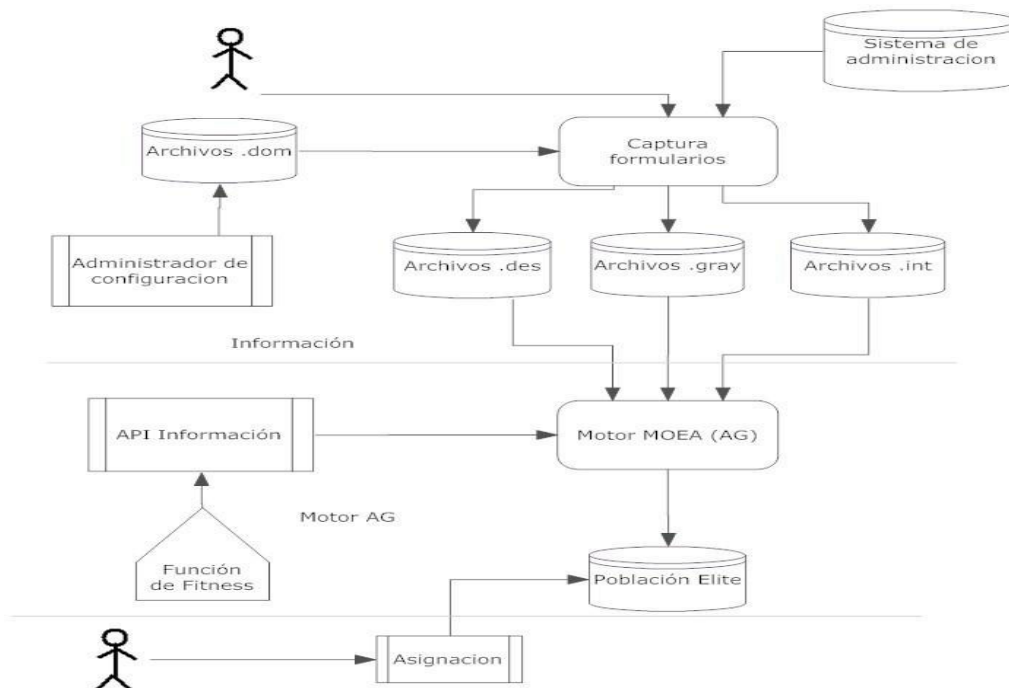 Sistema de
administracion
Archivos .dom
Captura
formularios
Administrador de
configuracion
Archivos .des
Archivos .gray
Archivos .int
Información
API Información
Motor MOEA (AG)
Motor AG
Función
de Fitness
Población Elite
Asignacion